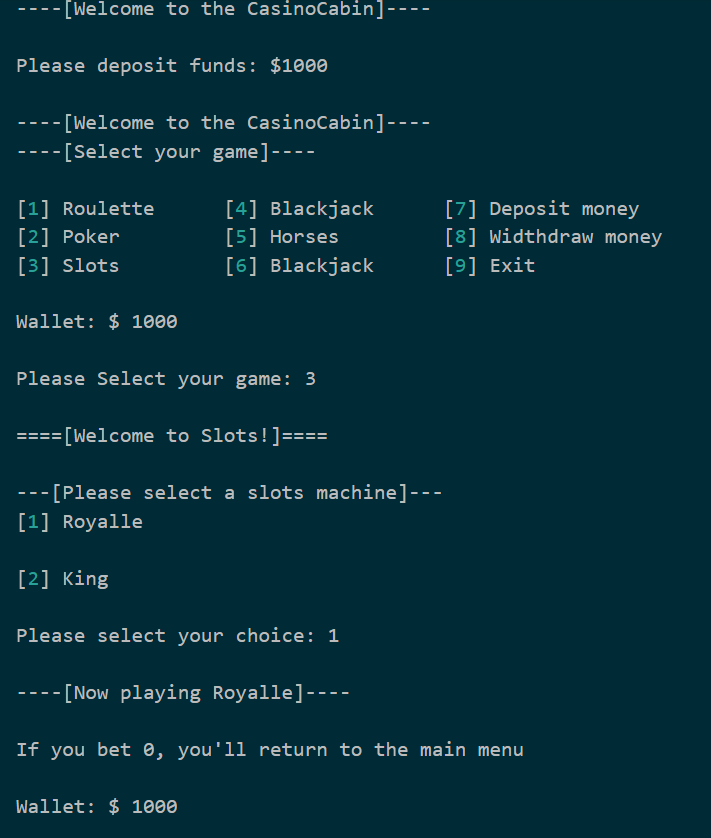 ----[Welcome to the CasinoCabin]----
Please deposit funds: $1000
----[Welcome to the CasinoCabin]----
----[Select your game]----
[1] Roulette [4] Blackjack [7] Deposit money
[2] Poker [5] Horses [8] Widthdraw money
[3] Slots [6] Blackjack [9] Exit
Wallet: $ 1000
Please Select your game: 3
====[Welcome to Slots!]====
---[Please select a slots machine]---
[1] Royalle
[2] King
Please select your choice: 1
----[Now playing Royalle]----
If you bet 0, you'll return to the main menu
Wallet: $ 1000